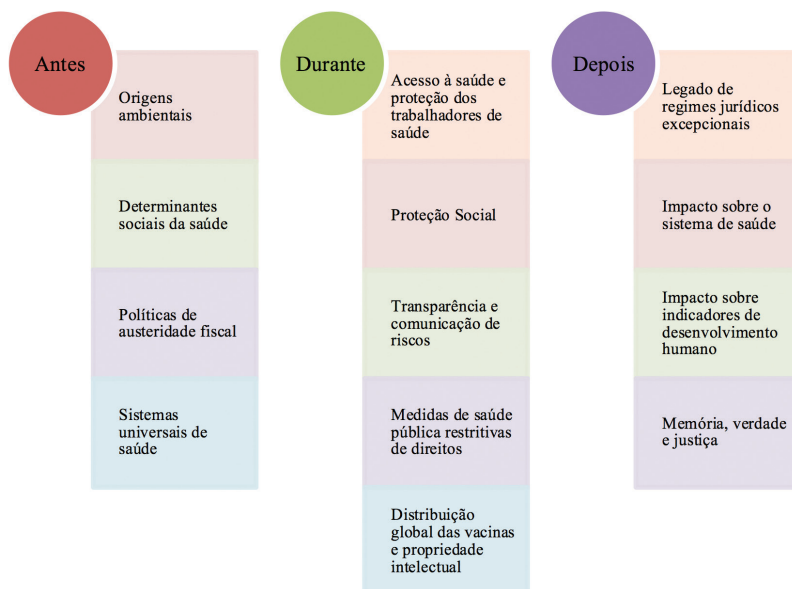 Antes
Origens
ambientais
Determinantes
sociais da saúde
Políticas de
austeridade fiscal
Sistemas
universais de
saúde
Durante
Acesso à saúde e
proteção dos
trabalhadores de
saúde
Proteção Social
Transparência e
comunicação de
riscos
Medidas de saúde
pública restritivas
de direitos
Distribuição
global das vacinas
e propriedade
intelectual
Depois
Legado de
regimes jurídicos
excepcionais
Impacto sobre o
sistema de saúde
Impacto sobre
indicadores de
desenvolvimento
humano
Memória, verdade
e justiça